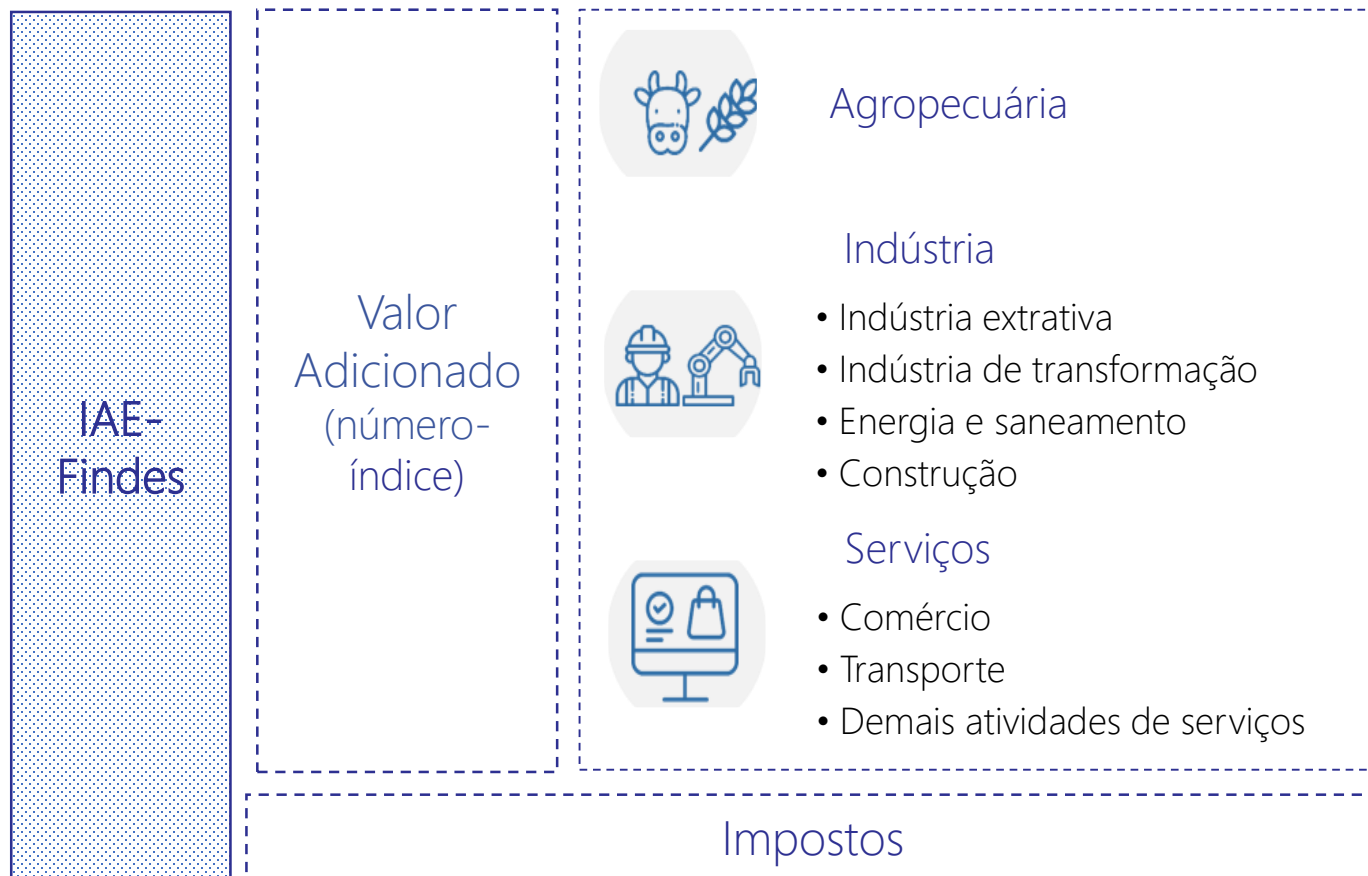 IAE-
Findes
Valor
Adicionado
(número-
índice)
Agropecuária
Indústria
• Indústria extrativa
• Indústria de transformação
• Energia e saneamento
• Construção
Serviços
• Comércio
• Transporte
• Demais atividades de serviços
Impostos